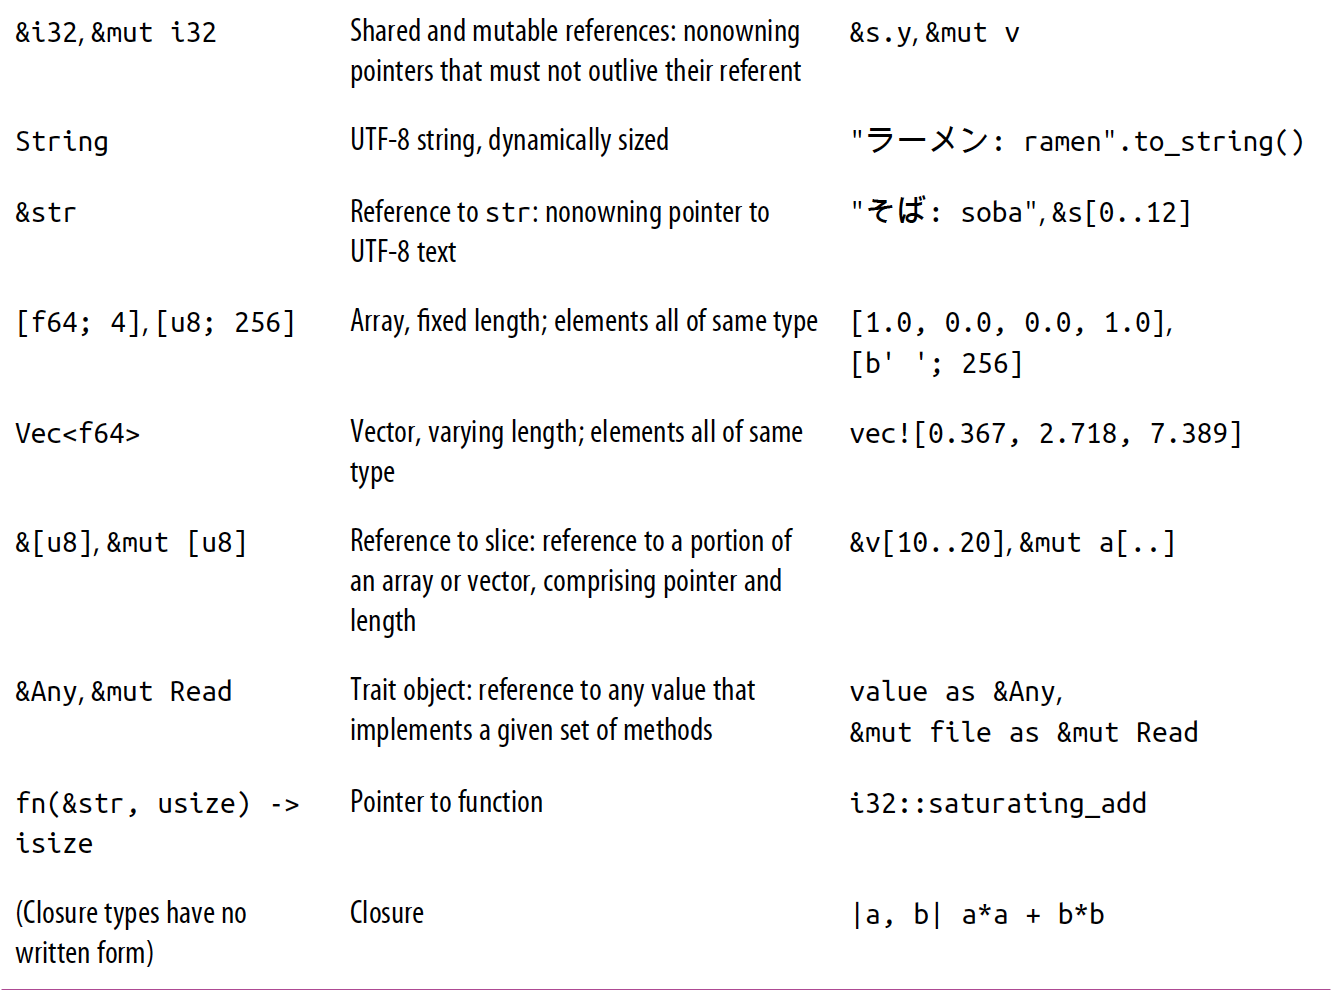 &i32, &mut i32
Shared and mutable references: nonowning
pointers that must not outlive their referent
&s.y, &mut v
String
UTF-8 string, dynamically sized
"ラーメン: ramen".to_string()
&str
Reference to str: nonowning pointer to
UTF-8 text
"そば: soba", &s[0..12]
[f64; 4], [u8; 256]
Array, fixed length; elements all of same type
[1.0, 0.0, 0.0, 1.0],
[b' '; 256]
Vec<f64>
Vector, varying length; elements all of same
type
vec![0.367, 2.718, 7.389]
&[u8], &mut [u8]
Reference to slice: reference to a portion of
an array or vector, comprising pointer and
length
&v[10..20], &mut a[..]
&Any, &mut Read
Trait object: reference to any value that
implements a given set of methods
value as &Any,
&mut file as &mut Read
fn(&str, usize) ->
isize
Pointer to function
i32::saturating_add
(Closure types have no
written form)
Closure
|a, b| a*a + b*b